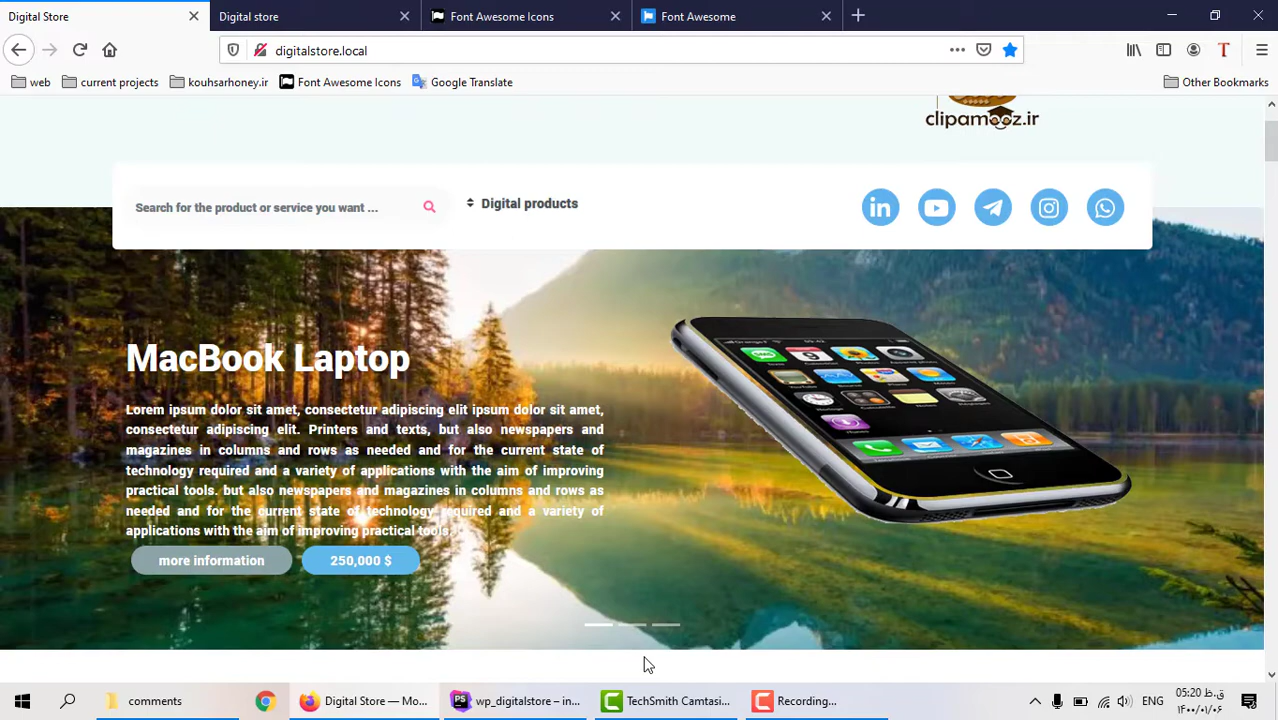 Digital Store
Digital store
Font Awesome Icons
Font Awesome
digitalstore.local
web
current projects
kouhsarhoney.ir
Font Awesome Icons
Google Translate
Other Bookmarks
clipamooz.ir
Search for the product or service you want ...
Digital products
MacBook Laptop
Lorem ipsum dolor sit amet, consectetur adipiscing elit ipsum dolor sit amet,
consectetur adipiscing elit. Printers and texts, but also newspapers and
magazines in columns and rows as needed and for the current state of
technology required and a variety of applications with the aim of improving
practical tools. but also newspapers and magazines in columns and rows as
needed and for the current state of technology required and a variety of
applications with the aim of improving practical tools.
more information
250,000 $
comments
Digital Store — Mo...
wp_digitalstore – in...
TechSmith Camtasi...
Recording...
ENG
05:20 ق.ظ
۱۴۰۰/۰۱/۰۶